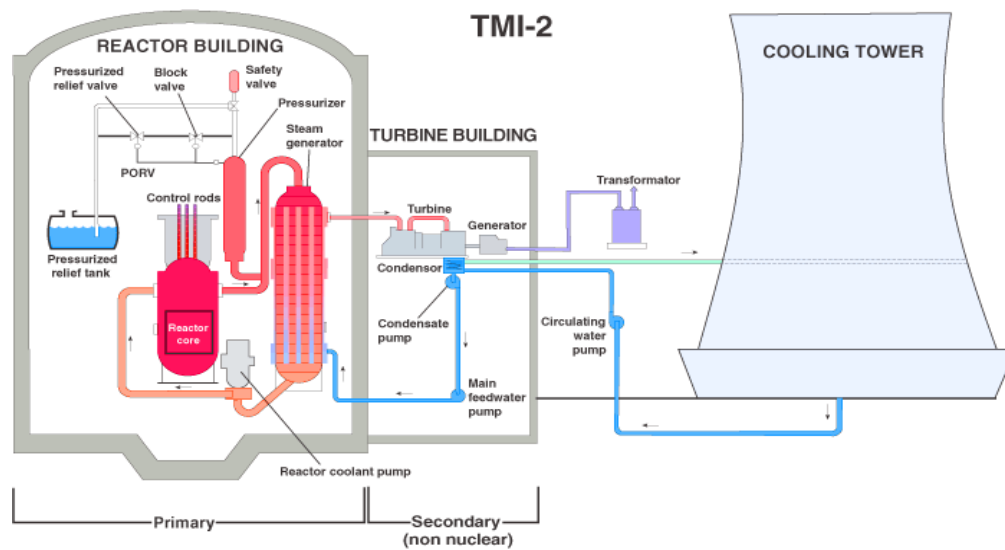 TMI-2
REACTOR BUILDING
COOLING TOWER
Pressurized
relief valve
Block
valve
Safety
valve
Pressurizer
Steam
generator
TURBINE BUILDING
PORV
Control rods
Turbine
Generator
Transformator
Pressurized
relief tank
Condensor
Reactor
core
Condensate
pump
Circulating
water
pump
Main
feedwater
pump
Reactor coolant pump
Primary
Secondary
(non nuclear)